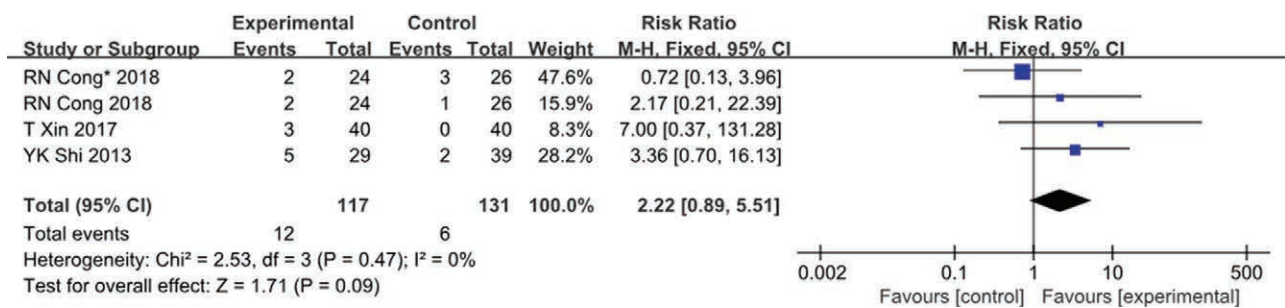 Experimental Control Risk Ratio Risk Ratio
Study or Subgroup Events Total Events Total Weight M-H, Fixed, 95% CI M-H, Fixed, 95% CI
RN Cong* 2018 2 24 3 26 47.6% 0.72 [0.13, 3.96]
RN Cong 2018 2 24 1 26 15.9% 2.17 [0.21, 22.39]
T Xin 2017 3 40 0 40 8.3% 7.00 [0.37, 131.28]
YK Shi 2013 5 29 2 39 28.2% 3.36 [0.70, 16.13]
Total (95% CI) 117 131 100.0% 2.22 [0.89, 5.51]
Total events 12 6
Heterogeneity: Chi² = 2.53, df = 3 (P = 0.47); I² = 0%
Test for overall effect: Z = 1.71 (P = 0.09)
0.002 0.1 1 10 500
Favours [control] Favours [experimental]